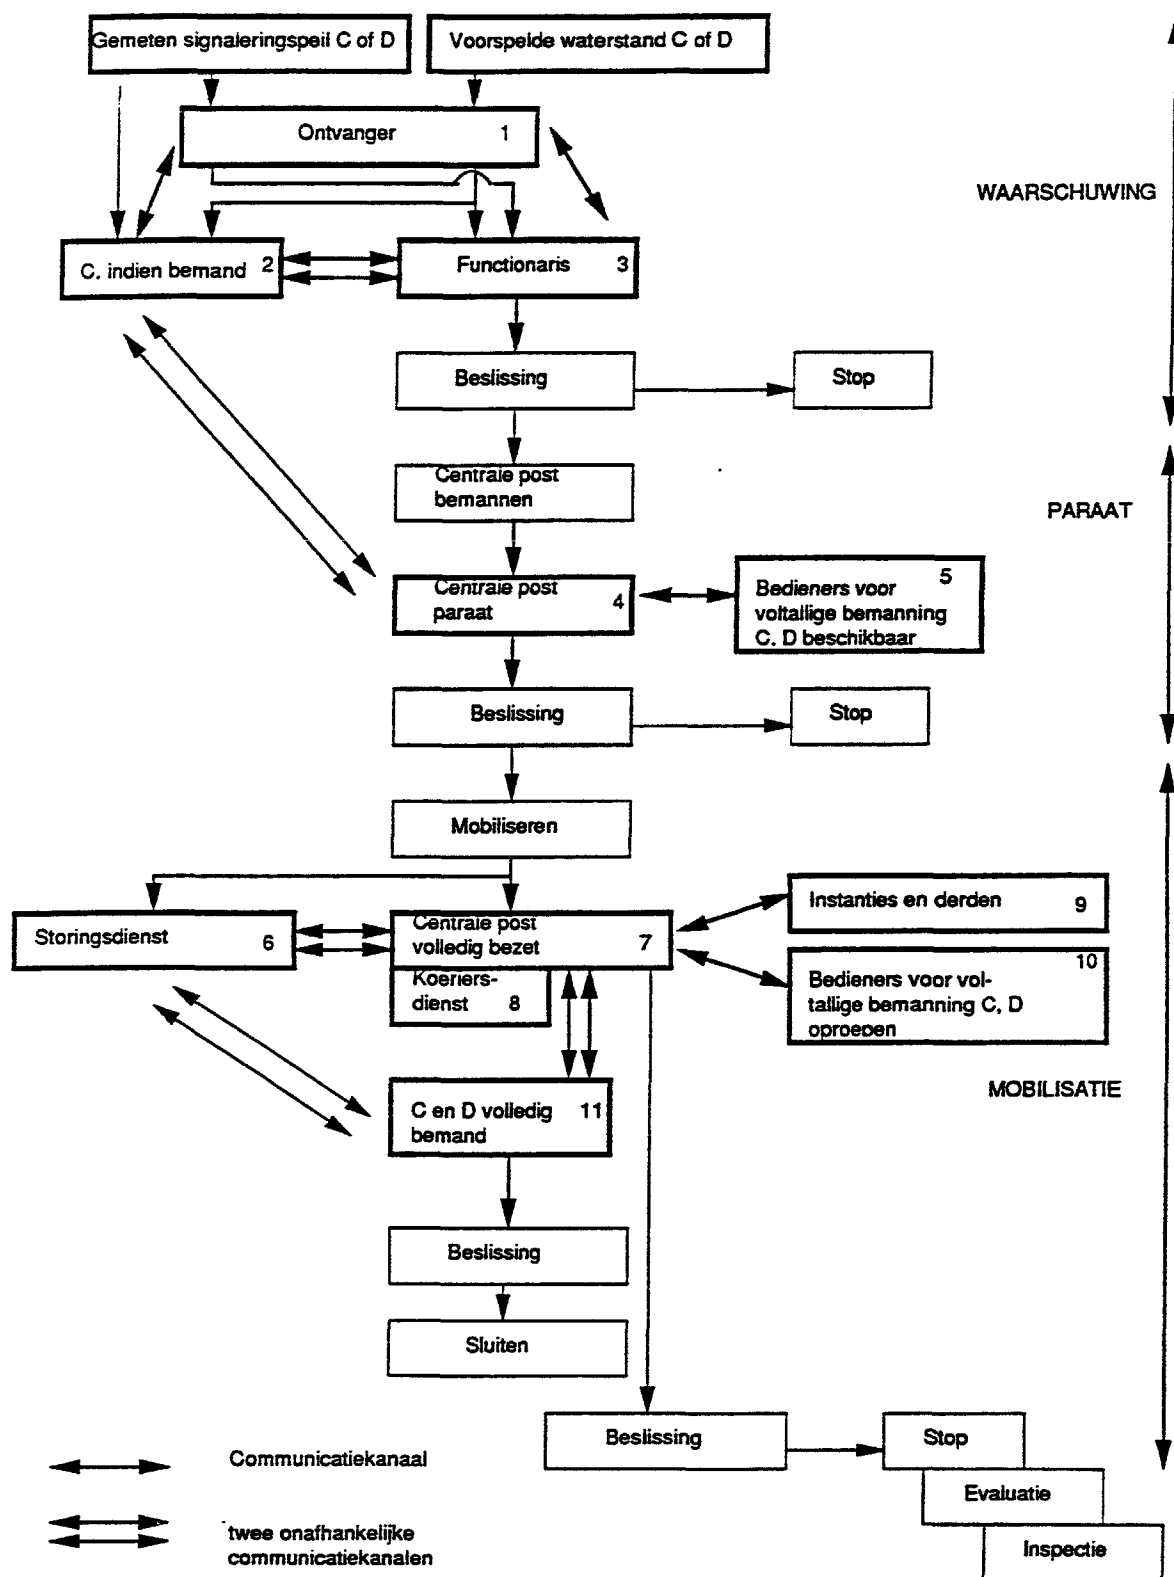 Gemeten signaleringspeil C of D
Voorspelde waterstand C of D
Ontvanger 1
WAARSCHUWING
C. indien bemand 2
Functionaris 3
Beslissing
Stop
Centrale post
bemannen
PARAAT
Centrale post
paraat 4
Bedieners voor 5
voltallige bemanning
C. D beschikbaar
Beslissing
Stop
Mobiliseren
Storingsdienst 6
Centrale post
volledig bezet 7
Instanties en derden 9
Koeriers-
dienst 8
10
Bedieners voor vol-
tallige bemanning C, D
oproepen
MOBILISATIE
C en D volledig 11
bemand
Beslissing
Sluiten
Beslissing
Stop
Evaluatie
Inspectie
Communicatiekanaal
twee onafhankelijke
communicatiekanalen